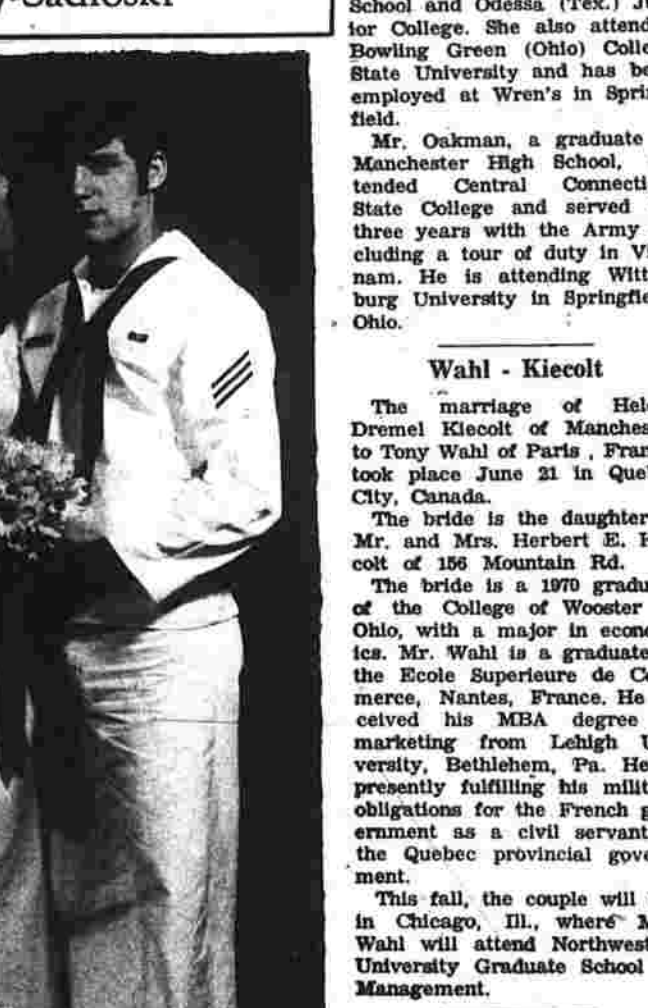 y-Sadloski
School and Odessa (Tex.) Ju
ior College. She also attend
Bowling Green (Ohio) Colle
State University and has be
employed at Wren's in Sprin
field.
Mr. Oakman, a graduate
Manchester High School,
tended Central Connecti
State College and served
three years with the Army
cluding a tour of duty in Vi
nam. He is attending Witt
burg University in Springfie
Ohio.
Wahl - Kiecolt
The marriage of Hele
Dremel Kiecolt of Manches
to Tony Wahl of Paris , Fran
took place June 21 in Queb
City, Canada.
The bride is the daughter
Mr. and Mrs. Herbert E. K
colt of 156 Mountain Rd.
The bride is a 1970 gradu
of the College of Wooster
Ohio, with a major in econo
ics. Mr. Wahl is a graduate
the Ecole Superieure de Co
merce, Nantes, France. He
ceived his MBA degree
marketing from Lehigh U
versity, Bethlehem, Pa. He
presently fulfilling his milit
obligations for the French g
ernment as a civil servant
the Quebec provincial gove
ment.
This fall, the couple will
in Chicago, Ill., where M
Wahl will attend Northwest
University Graduate School
Management.